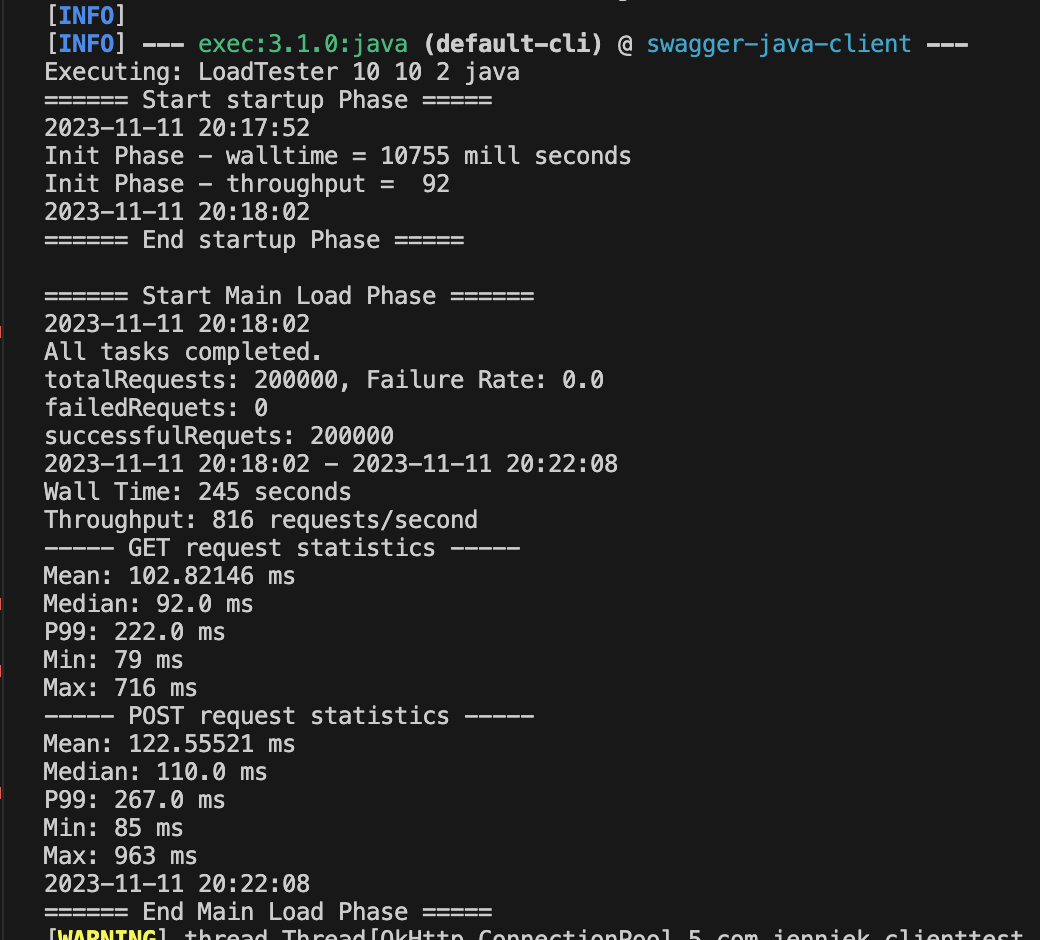 [INFO]
[INFO] --- exec:3.1.0:java (default-cli) @ swagger-java-client ---
Executing: LoadTester 10 10 2 java
====== Start startup Phase =====
2023-11-11 20:17:52
Init Phase - walltime = 10755 mill seconds
Init Phase - throughput =  92
2023-11-11 20:18:02
====== End startup Phase =====
====== Start Main Load Phase ======
2023-11-11 20:18:02
All tasks completed.
totalRequests: 200000, Failure Rate: 0.0
failedRequets: 0
successfulRequets: 200000
2023-11-11 20:18:02 - 2023-11-11 20:22:08
Wall Time: 245 seconds
Throughput: 816 requests/second
----- GET request statistics -----
Mean: 102.82146 ms
Median: 92.0 ms
P99: 222.0 ms
Min: 79 ms
Max: 716 ms
----- POST request statistics -----
Mean: 122.55521 ms
Median: 110.0 ms
P99: 267.0 ms
Min: 85 ms
Max: 963 ms
2023-11-11 20:22:08
====== End Main Load Phase =====
[WARNING] thread Thread[OkHttp ConnectionPool,5,com.jenniek.clienttest